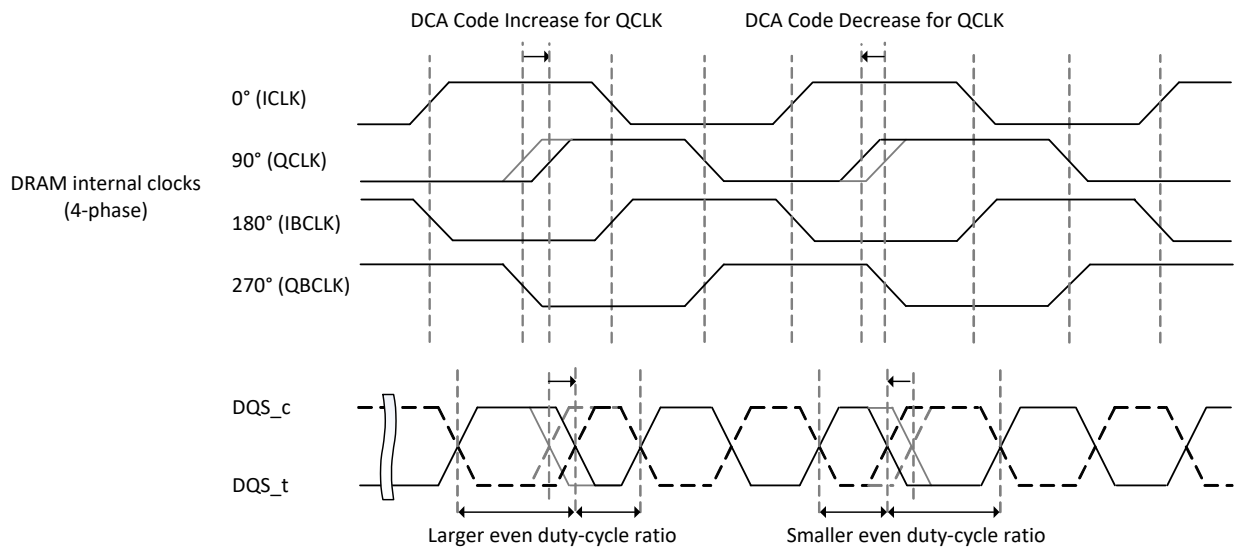 DCA Code Increase for QCLK
DCA Code Decrease for QCLK
0° (ICLK)
90° (QCLK)
DRAM internal clocks
(4-phase)
180° (IBCLK)
270° (QBCLK)
DQS_c
DQS_t
Larger even duty-cycle ratio
Smaller even duty-cycle ratio